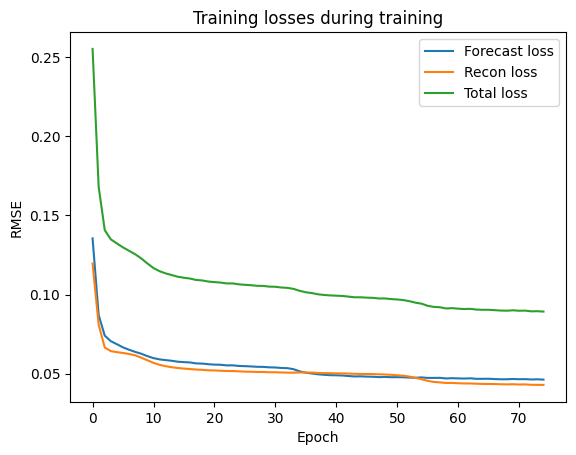 Training losses during training
RMSE
0.25
0.20
0.15
0.10
0.05
Forecast loss
Recon loss
Total loss
0 10 20 30 40 50 60 70
Epoch